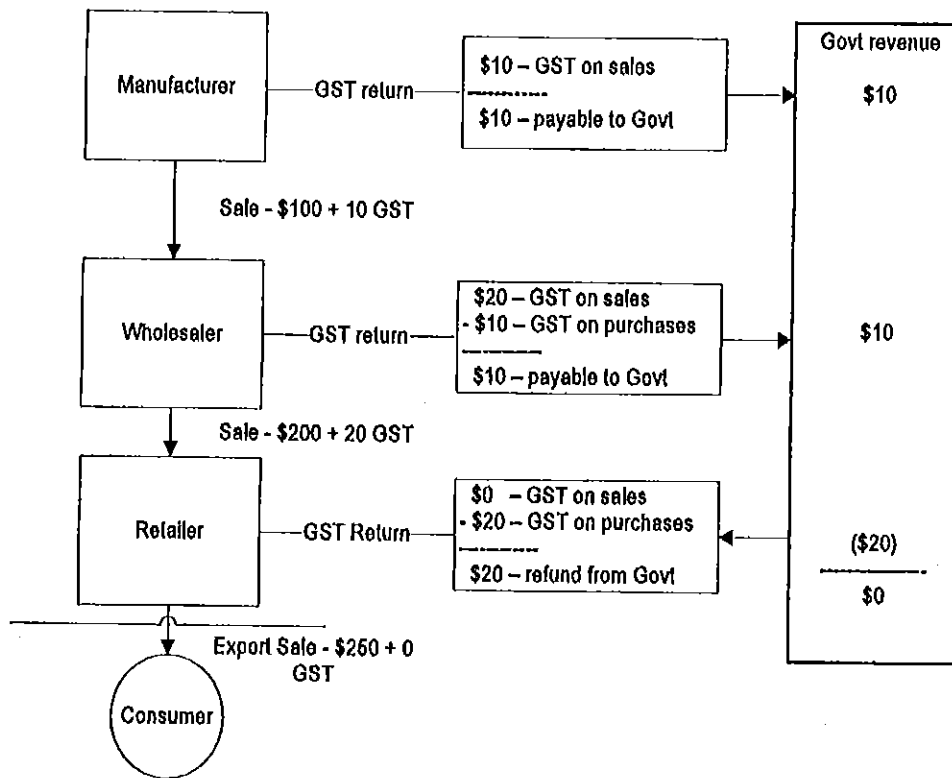 Govt revenue
Manufacturer
GST return
$10 – GST on sales
$10 – payable to Govt
$10
Sale - $100 + 10 GST
Wholesaler
GST return
$20 – GST on sales
- $10 – GST on purchases
$10 – payable to Govt
$10
Sale - $200 + 20 GST
Retailer
GST Return
$0 – GST on sales
- $20 – GST on purchases
$20 – refund from Govt
($20)
$0
Export Sale - $250 + 0
GST
Consumer